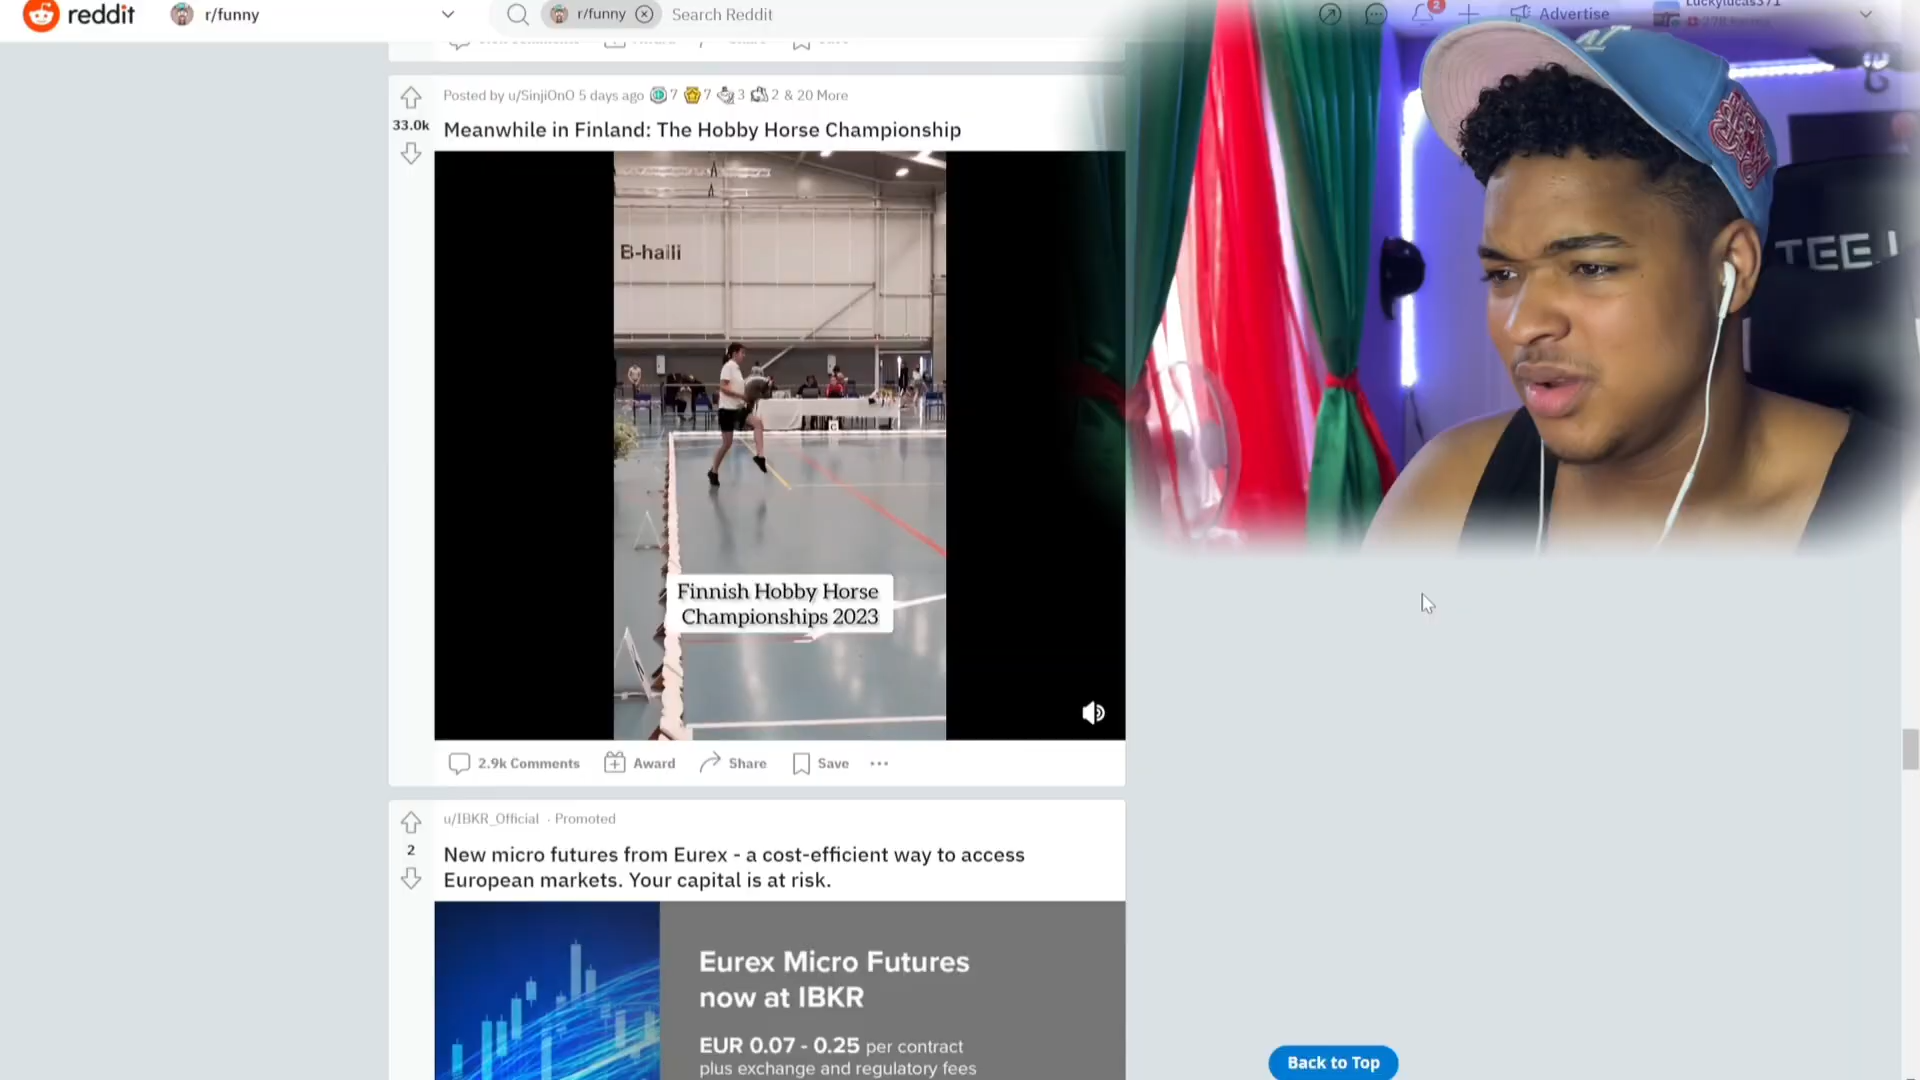 reddit
r/funny
r/funny
Search Reddit
2
Advertise
Posted by u/SinjiOnO 5 days ago 7 7 3 2 & 20 More
33.0k
Meanwhile in Finland: The Hobby Horse Championship
B-halli
Finnish Hobby Horse
Championships 2023
2.9k Comments
Award
Share
Save
u/IBKR_Official · Promoted
2
New micro futures from Eurex - a cost-efficient way to access
European markets. Your capital is at risk.
Eurex Micro Futures
now at IBKR
EUR 0.07 - 0.25 per contract
plus exchange and regulatory fees
Back to Top